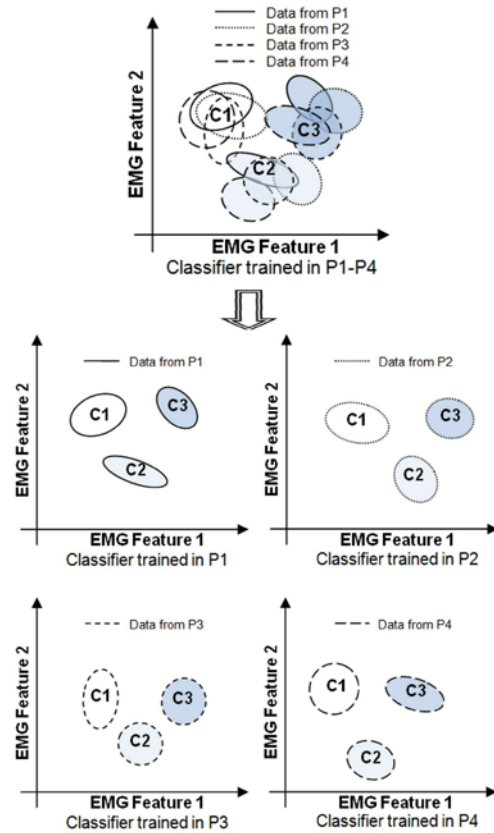 Data from P1
Data from P2
Data from P3
Data from P4
EMG Feature 2
C1
C3
C2
EMG Feature 1
Classifier trained in P1-P4
Data from P1
EMG Feature 2
C1
C3
C2
EMG Feature 1
Classifier trained in P1
Data from P2
EMG Feature 2
C1
C3
C2
EMG Feature 1
Classifier trained in P2
Data from P3
EMG Feature 2
C1
C3
C2
EMG Feature 1
Classifier trained in P3
Data from P4
EMG Feature 2
C1
C3
C2
EMG Feature 1
Classifier trained in P4